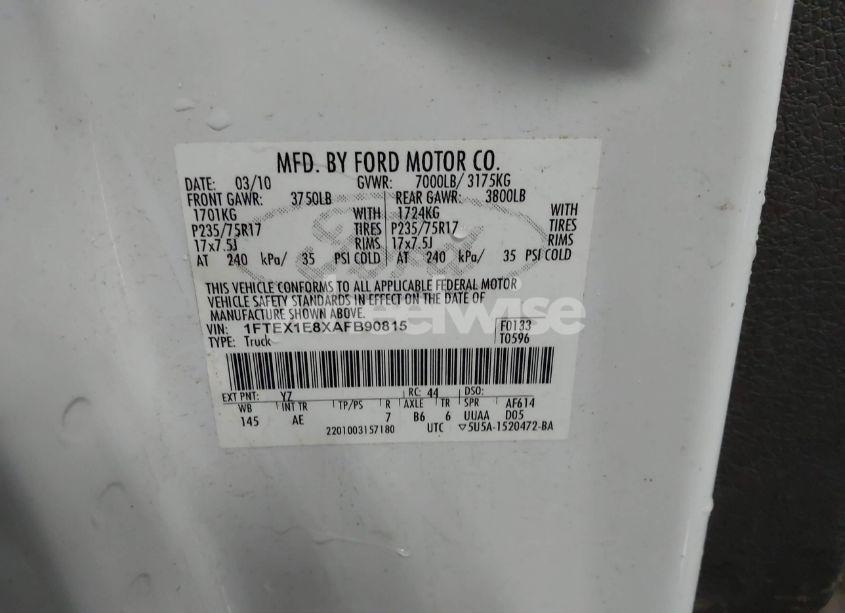 MFD. BY FORD MOTOR CO.
DATE: 03/10 GVWR: 7000LB/ 3175KG
FRONT GAWR: 3750LB REAR GAWR: 3800LB
1701KG WITH 1724KG WITH
P235/75R17 TIRES P235/75R17 TIRES
17x7.5J RIMS 17x7.5J RIMS
AT 240 kPa/ 35 PSI COLD AT 240 kPa/ 35 PSI COLD
THIS VEHICLE CONFORMS TO ALL APPLICABLE FEDERAL MOTOR
VEHICLE SAFETY STANDARDS IN EFFECT ON THE DATE OF
MANUFACTURE SHOWN ABOVE.
VIN: 1FTEX1E8XAFB90815 F0133
TYPE: Truck T0596
EXT PNT: YZ RC: 44 DSO:
WB INT TR TP/PS R AXLE TR SPR AF614
145 AE 7 B6 6 UUAA D05
2201003157180 UTC ▽5U5A-1520472-BA